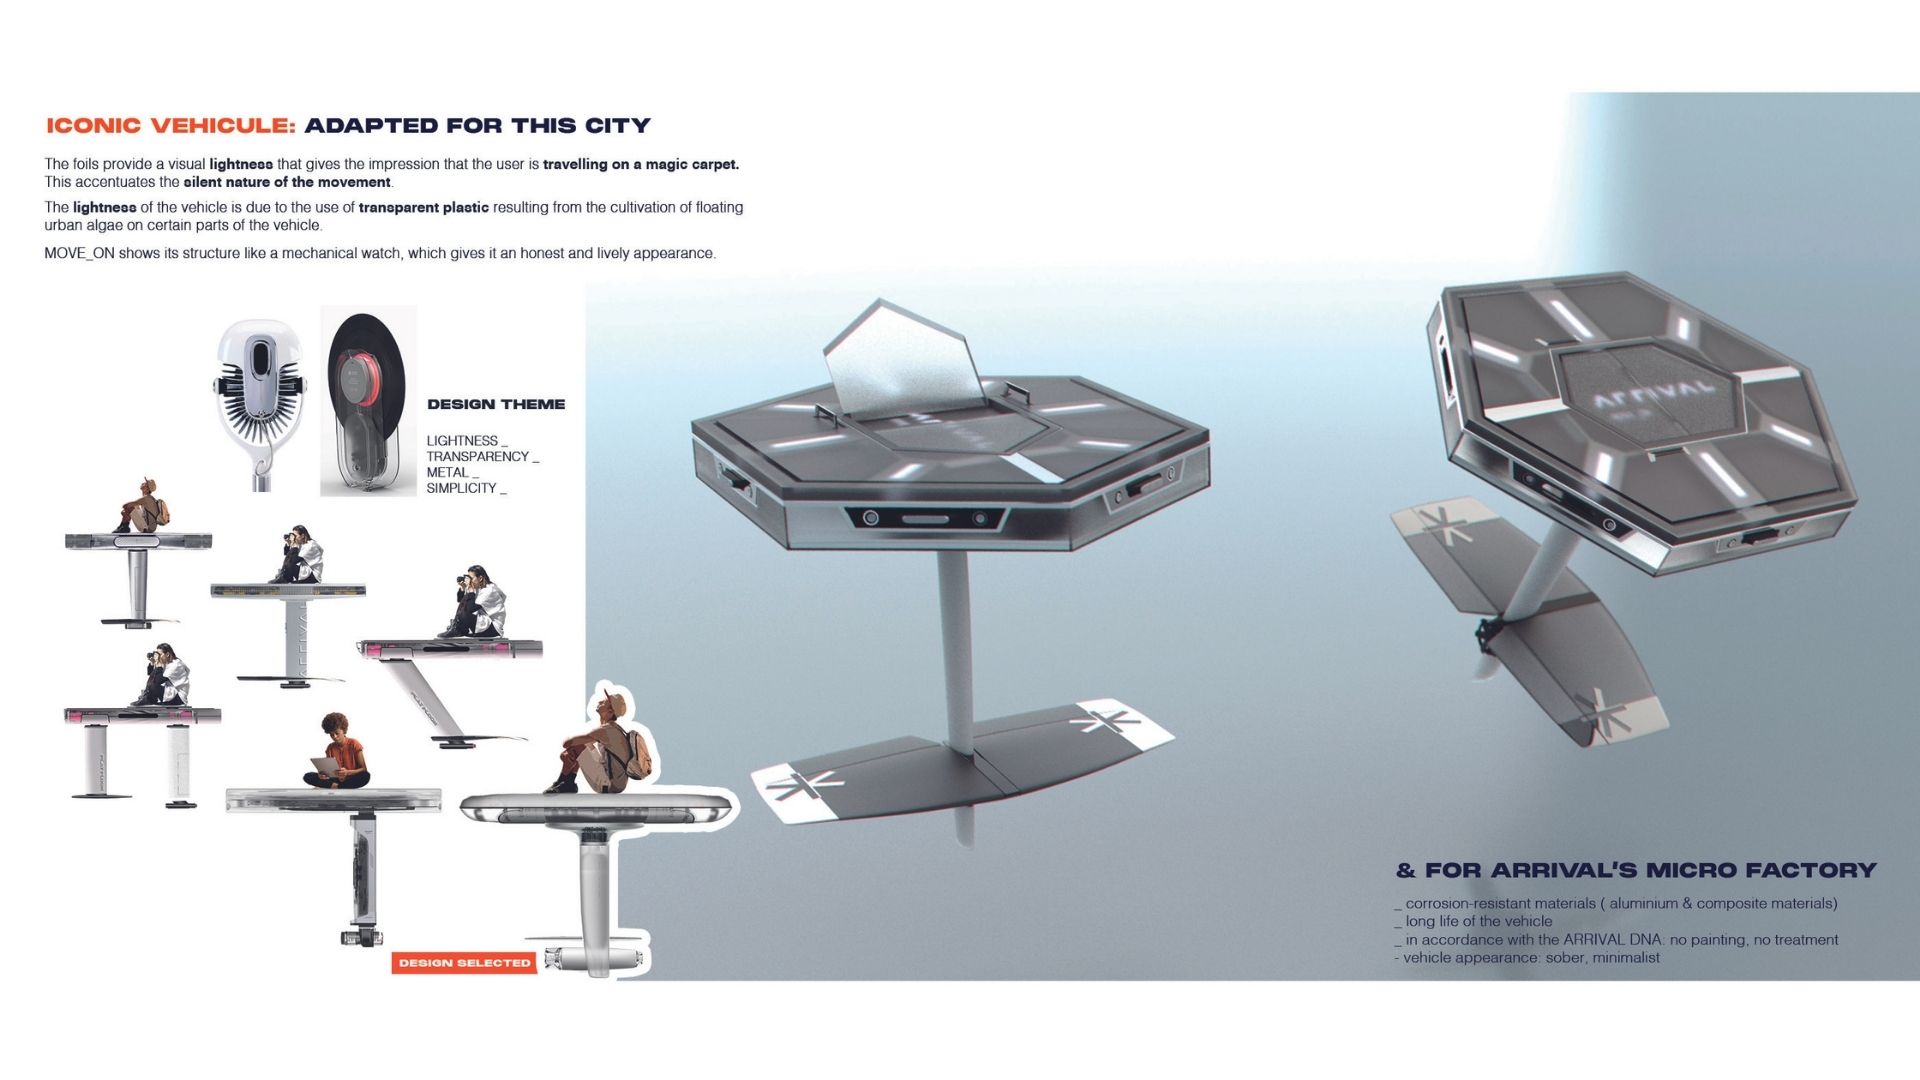 ICONIC VEHICULE: ADAPTED FOR THIS CITY
The foils provide a visual lightness that gives the impression that the user is travelling on a magic carpet.
This accentuates the silent nature of the movement.
The lightness of the vehicle is due to the use of transparent plastic resulting from the cultivation of floating
urban algae on certain parts of the vehicle.
MOVE_ON shows its structure like a mechanical watch, which gives it an honest and lively appearance.
DESIGN THEME
LIGHTNESS _
TRANSPARENCY _
METAL _
SIMPLICITY _
DESIGN SELECTED
ARRIVAL
& FOR ARRIVAL'S MICRO FACTORY
_ corrosion-resistant materials ( aluminium & composite materials)
_ long life of the vehicle
_ in accordance with the ARRIVAL DNA: no painting, no treatment
- vehicle appearance: sober, minimalist